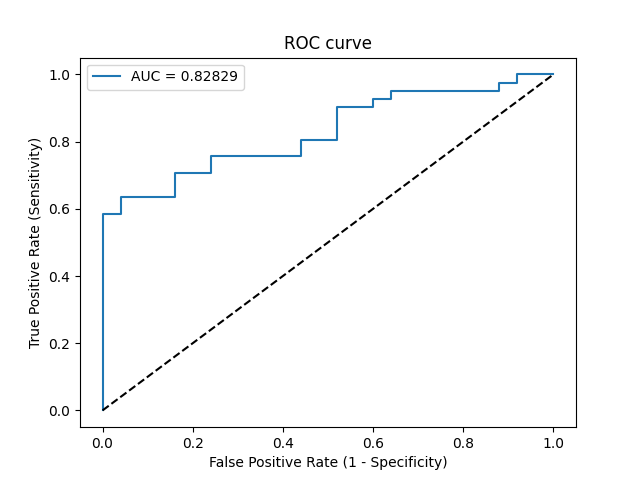 ROC curve
AUC = 0.82829
True Positive Rate (Sensitivity)
1.0
0.8
0.6
0.4
0.2
0.0
0.0 0.2 0.4 0.6 0.8 1.0
False Positive Rate (1 - Specificity)